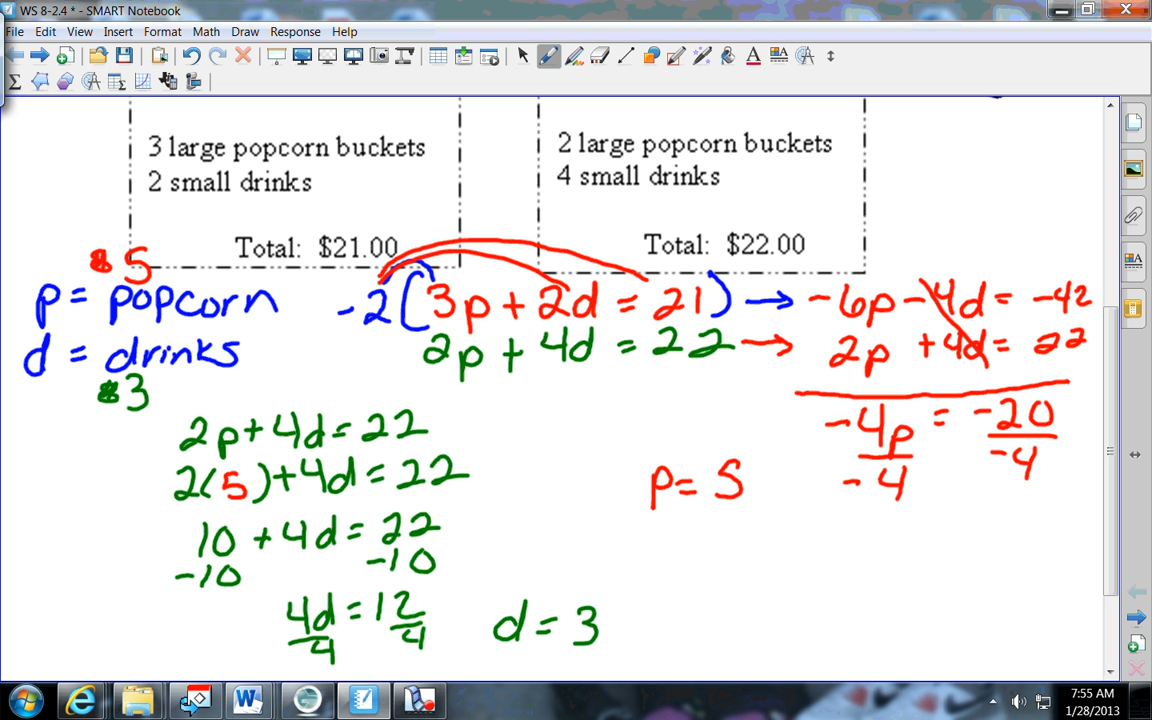 WS 8-2.4 * - SMART Notebook
File Edit View Insert Format Math Draw Response Help
3 large popcorn buckets
2 small drinks
Total: $21.00
2 large popcorn buckets
4 small drinks
Total: $22.00
$5
p = popcorn
d = drinks
$3
-2(3p + 2d = 21) → -6p - 4d = -42
2p + 4d = 22 → 2p + 4d = 22
-4p = -20
-4 -4
p = 5
2p + 4d = 22
2(5) + 4d = 22
10 + 4d = 22
-10 -10
4d = 12
4 4
d = 3
7:55 AM
1/28/2013